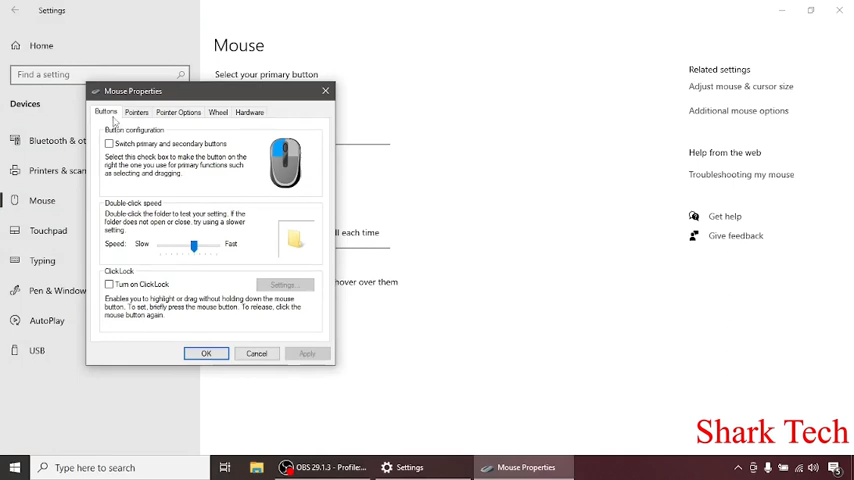 Settings
Home
Find a setting
Devices
Bluetooth & ot
Printers & scan
Mouse
Touchpad
Typing
Pen & Window
AutoPlay
USB
Mouse
Select your primary button
ll each time
hover over them
Related settings
Adjust mouse & cursor size
Additional mouse options
Help from the web
Troubleshooting my mouse
Get help
Give feedback
Mouse Properties
Buttons Pointers Pointer Options Wheel Hardware
Button configuration
Switch primary and secondary buttons
Select this check box to make the button on the
right the one you use for primary functions such
as selecting and dragging.
Double-click speed
Double-click the folder to test your setting. If the
folder does not open or close, try using a slower
setting.
Speed: Slow Fast
ClickLock
Turn on ClickLock
Settings...
Enables you to highlight or drag without holding down the mouse
button. To set, briefly press the mouse button. To release, click the
mouse button again.
OK Cancel Apply
Shark Tech
Type here to search
OBS 29.1.3 - Profile:...
Settings
Mouse Properties
5